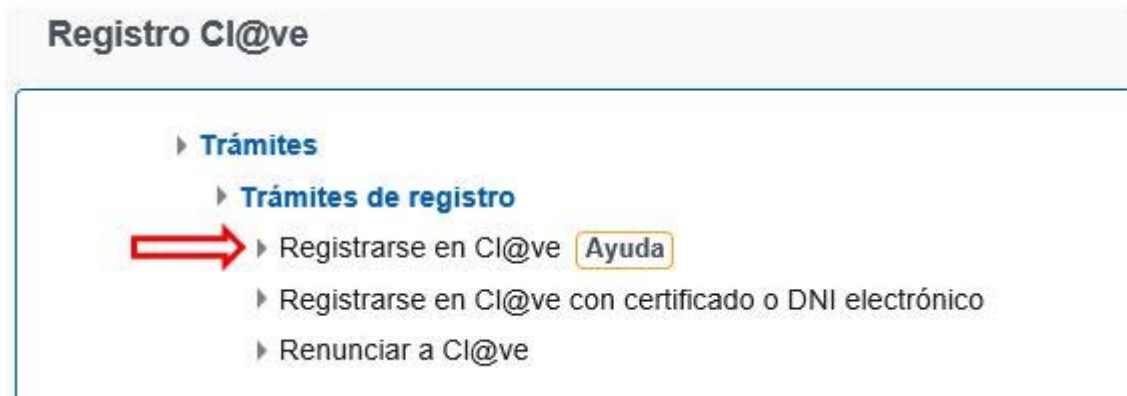 Registro Cl@ve
Trámites
Trámites de registro
Registrarse en Cl@ve Ayuda
Registrarse en Cl@ve con certificado o DNI electrónico
Renunciar a Cl@ve